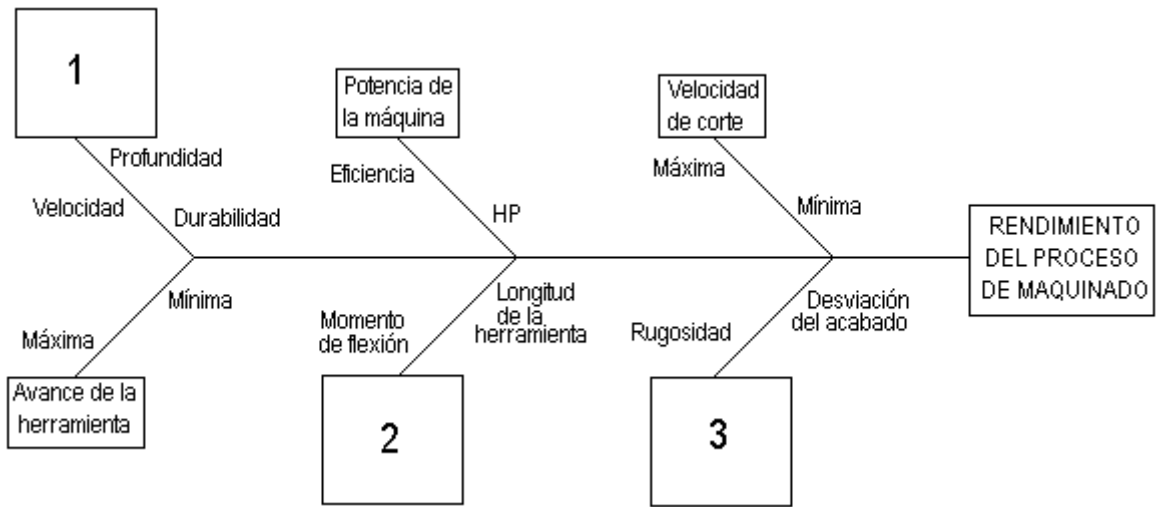 1
Profundidad
Velocidad
Durabilidad
Potencia de
la máquina
Eficiencia
HP
Velocidad
de corte
Máxima
Mínima
RENDIMIENTO
DEL PROCESO
DE MAQUINADO
Mínima
Máxima
Avance de la
herramienta
Longitud
de la
herramienta
Momento
de flexión
2
Desviación
del acabado
Rugosidad
3